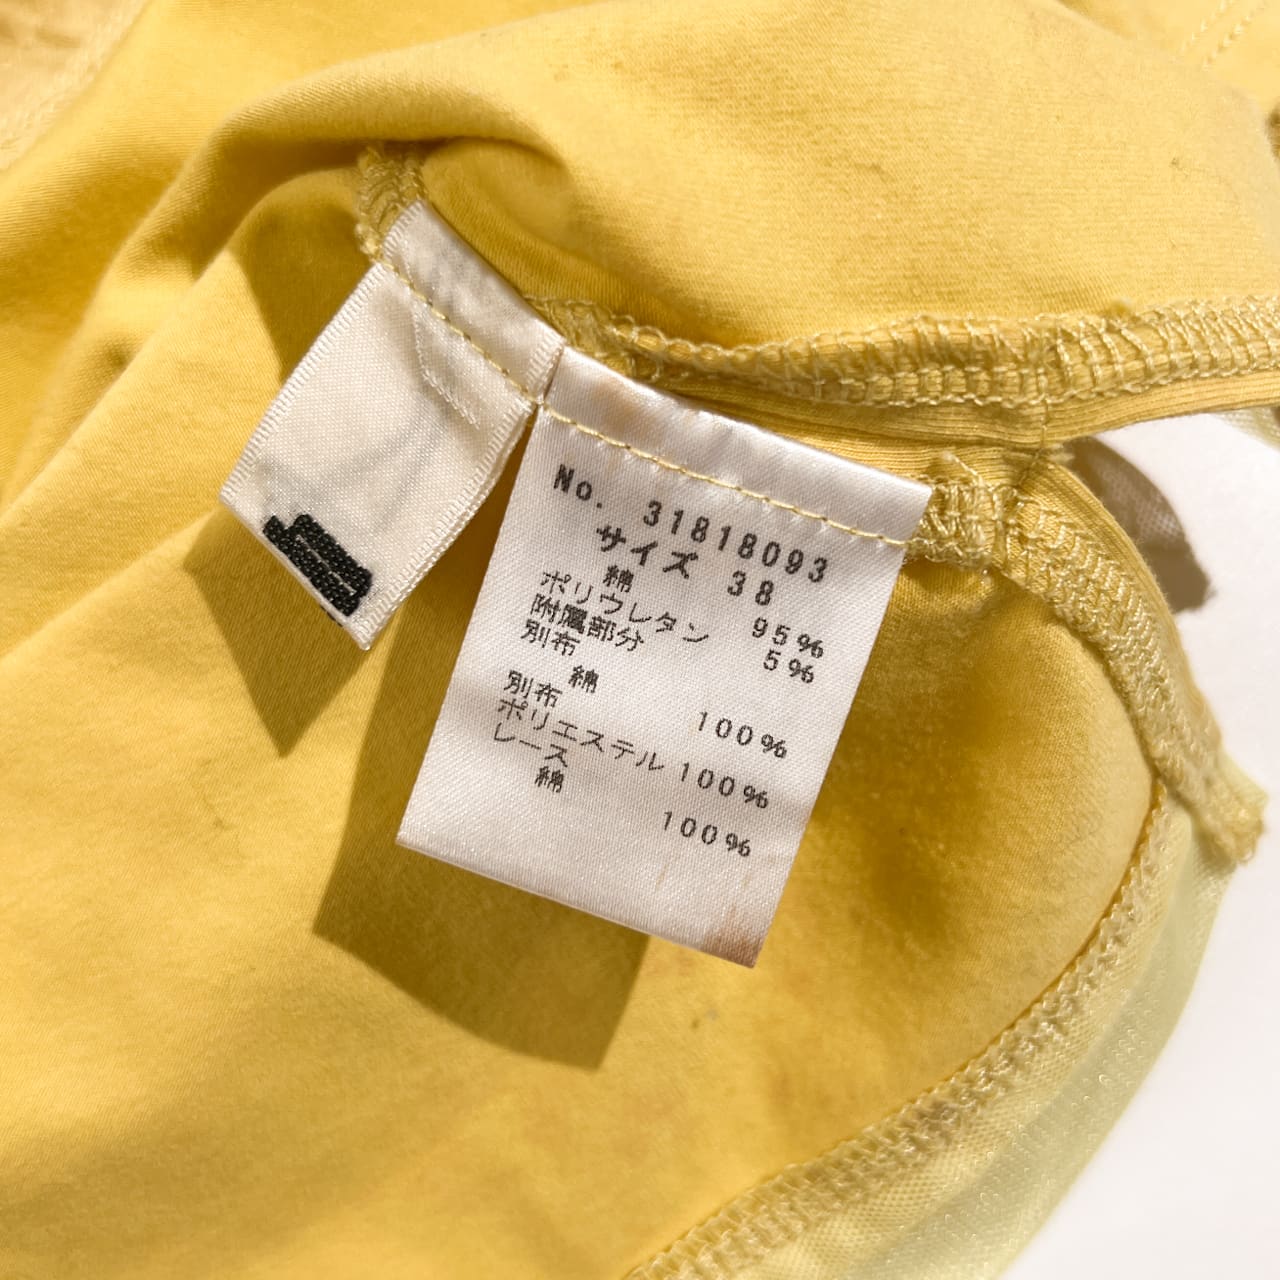 No. 31818093
サイズ 38
綿 95%
ポリウレタン 5%
附属部分
別布
綿 100%
別布
ポリエステル 100%
レース
綿 100%